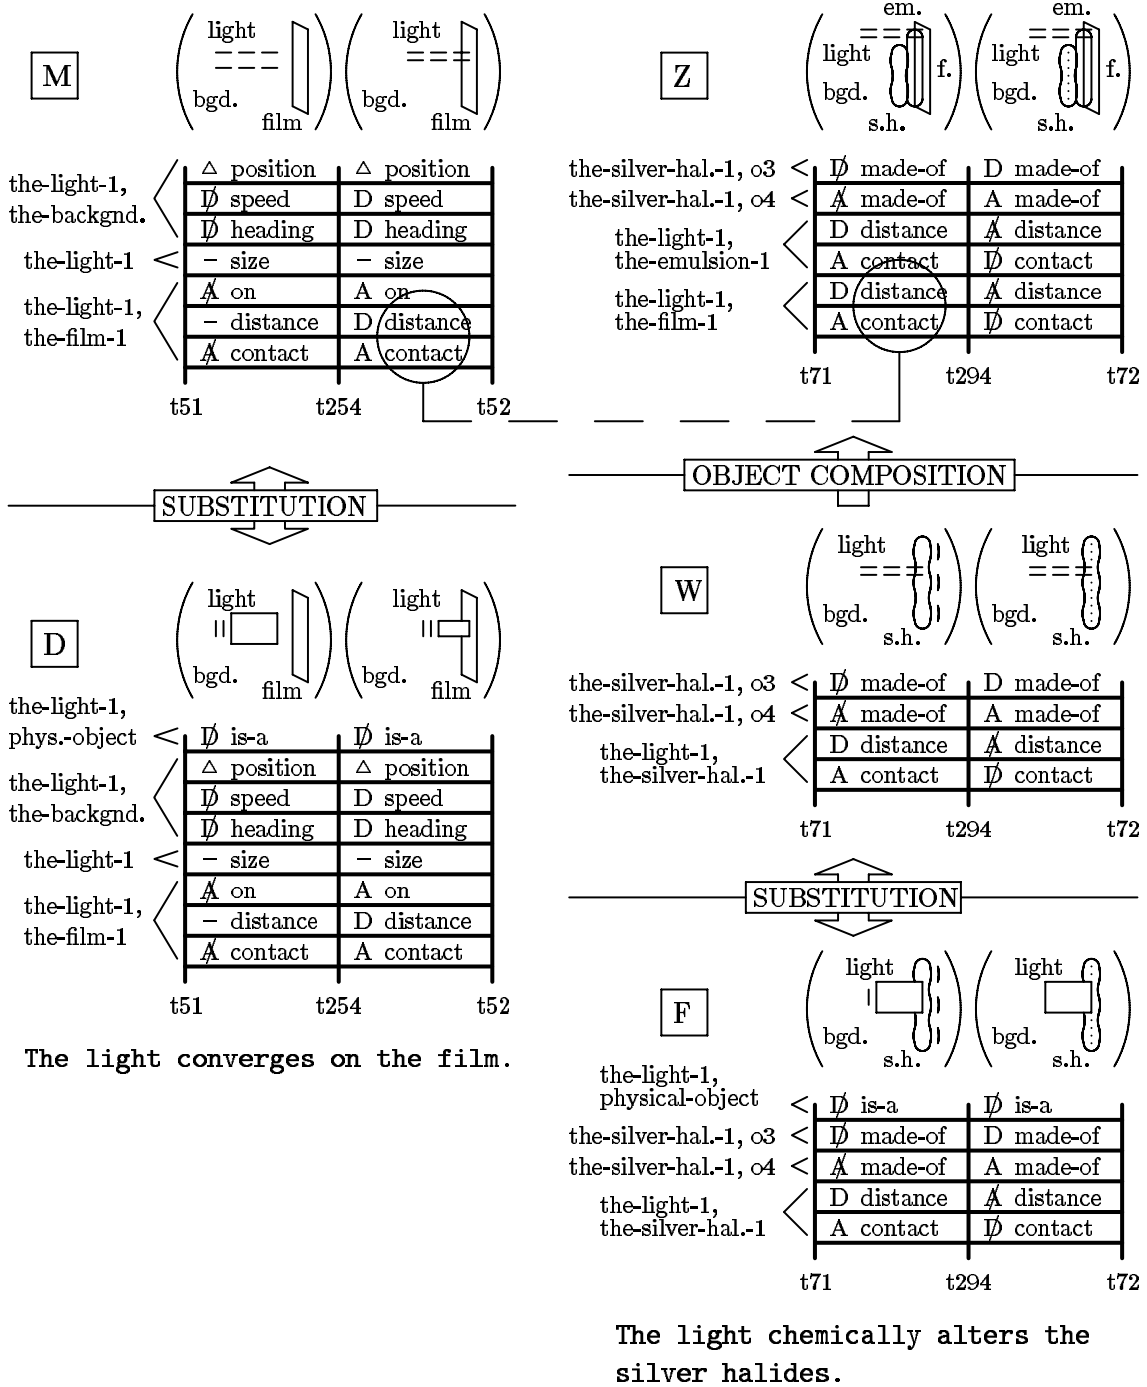 M
light
bgd.
film
light
film
the-light-1,
the-backgnd.
△ position △ position
D̸ speed D speed
D̸ heading D heading
the-light-1
– size – size
the-light-1,
the-film-1
A̸ on A on
– distance D distance
A̸ contact A contact
t51 t254 t52
SUBSTITUTION
D
light
bgd.
film
light
bgd.
film
the-light-1,
phys.-object
D̸ is-a D̸ is-a
the-light-1,
the-backgnd.
△ position △ position
D̸ speed D speed
D̸ heading D heading
the-light-1
– size – size
the-light-1,
the-film-1
A̸ on A on
– distance D distance
A̸ contact A contact
t51 t254 t52
The light converges on the film.
Z
em.
light
bgd.
f.
s.h.
em.
light
bgd.
f.
s.h.
the-silver-hal.-1, o3
D̸ made-of D made-of
the-silver-hal.-1, o4
A̸ made-of A made-of
the-light-1,
the-emulsion-1
D distance A̸ distance
A contact D̸ contact
the-light-1,
the-film-1
D distance A̸ distance
A contact D̸ contact
t71 t294 t72
OBJECT COMPOSITION
W
light
bgd.
s.h.
light
bgd.
s.h.
the-silver-hal.-1, o3
D̸ made-of D made-of
the-silver-hal.-1, o4
A̸ made-of A made-of
the-light-1,
the-silver-hal.-1
D distance A̸ distance
A contact D̸ contact
t71 t294 t72
SUBSTITUTION
F
light
bgd.
s.h.
light
bgd.
s.h.
the-light-1,
physical-object
D̸ is-a D̸ is-a
the-silver-hal.-1, o3
D̸ made-of D made-of
the-silver-hal.-1, o4
A̸ made-of A made-of
the-light-1,
the-silver-hal.-1
D distance A̸ distance
A contact D̸ contact
t71 t294 t72
The light chemically alters the
silver halides.